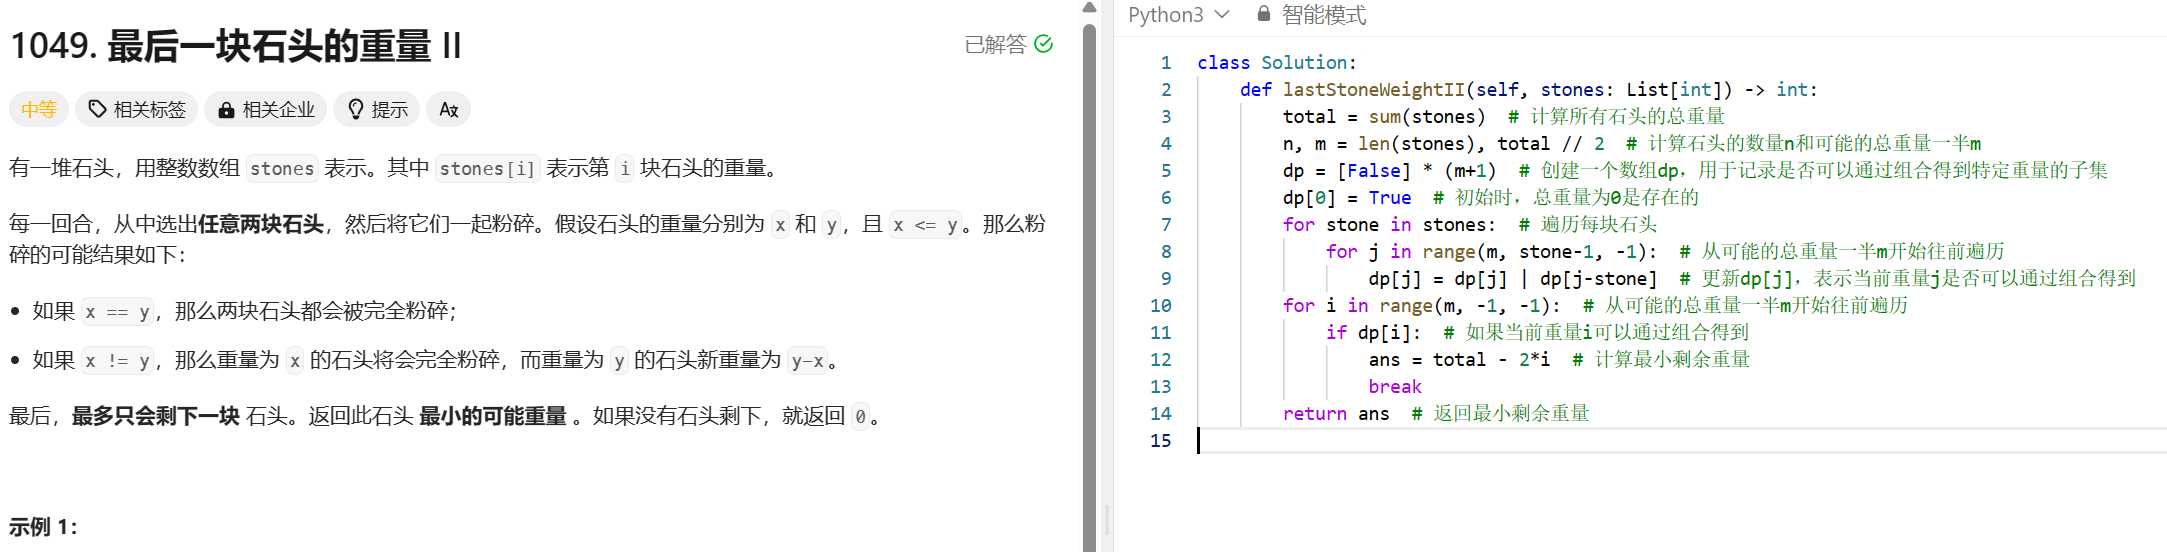 1049. 最后一块石头的重量 II
已解答
中等 相关标签 相关企业 提示
有一堆石头，用整数数组 stones 表示。其中 stones[i] 表示第 i 块石头的重量。
每一回合，从中选出任意两块石头，然后将它们一起粉碎。假设石头的重量分别为 x 和 y，且 x <= y。那么粉
碎的可能结果如下：
如果 x == y，那么两块石头都会被完全粉碎；
如果 x != y，那么重量为 x 的石头将会完全粉碎，而重量为 y 的石头新重量为 y-x。
最后，最多只会剩下一块 石头。返回此石头 最小的可能重量 。如果没有石头剩下，就返回 0。
示例 1：
Python3 智能模式
1 class Solution:
2     def lastStoneWeightII(self, stones: List[int]) -> int:
3         total = sum(stones)  # 计算所有石头的总重量
4         n, m = len(stones), total // 2  # 计算石头的数量n和可能的总重量一半m
5         dp = [False] * (m+1)  # 创建一个数组dp，用于记录是否可以通过组合得到特定重量的子集
6         dp[0] = True  # 初始时，总重量为0是存在的
7         for stone in stones:  # 遍历每块石头
8             for j in range(m, stone-1, -1):  # 从可能的总重量一半m开始往前遍历
9                 dp[j] = dp[j] | dp[j-stone]  # 更新dp[j]，表示当前重量j是否可以通过组合得到
10         for i in range(m, -1, -1):  # 从可能的总重量一半m开始往前遍历
11             if dp[i]:  # 如果当前重量i可以通过组合得到
12                 ans = total - 2*i  # 计算最小剩余重量
13                 break
14         return ans  # 返回最小剩余重量
15